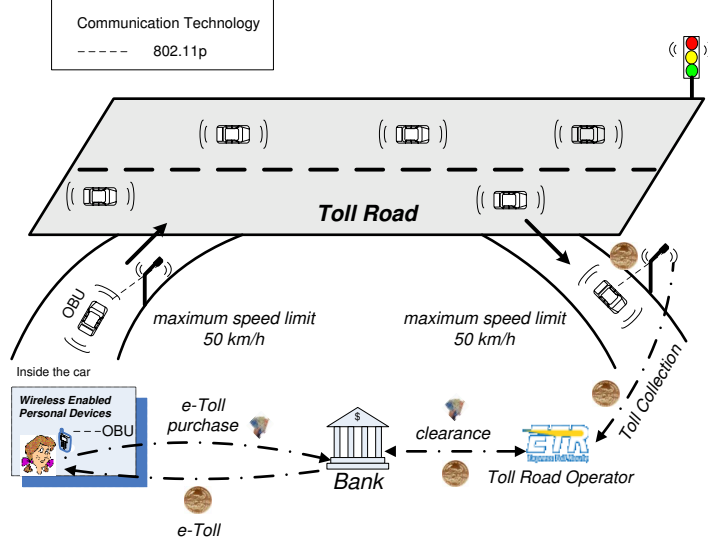 Communication Technology
802.11p
Toll Road
OBU
maximum speed limit
50 km/h
maximum speed limit
50 km/h
Toll Collection
Inside the car
Wireless Enabled
Personal Devices
OBU
e-Toll
purchase
$
Bank
clearance
ETR
Toll Road Operator
e-Toll